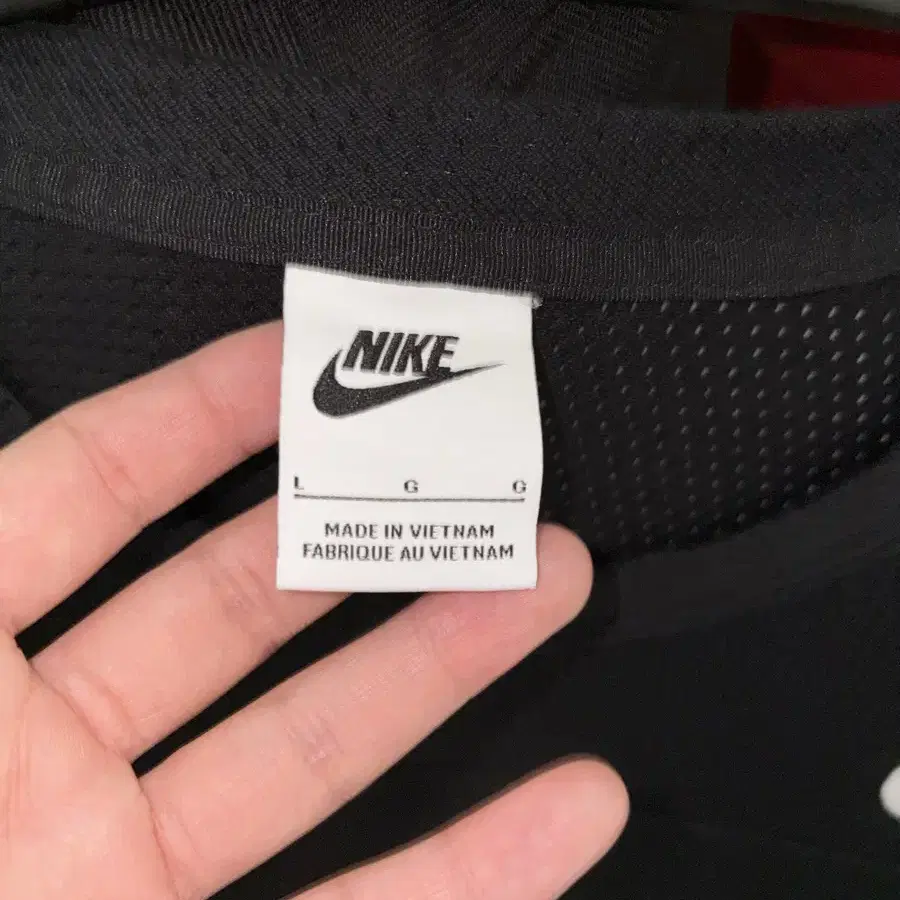 NIKE
L G G
MADE IN VIETNAM
FABRIQUE AU VIETNAM